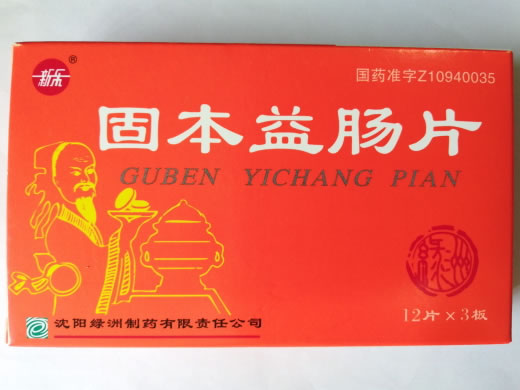 新乐®
国药准字Z10940035
固本益肠片
GUBEN YICHANG PIAN
绿洲
12片×3板
沈阳绿洲制药有限责任公司